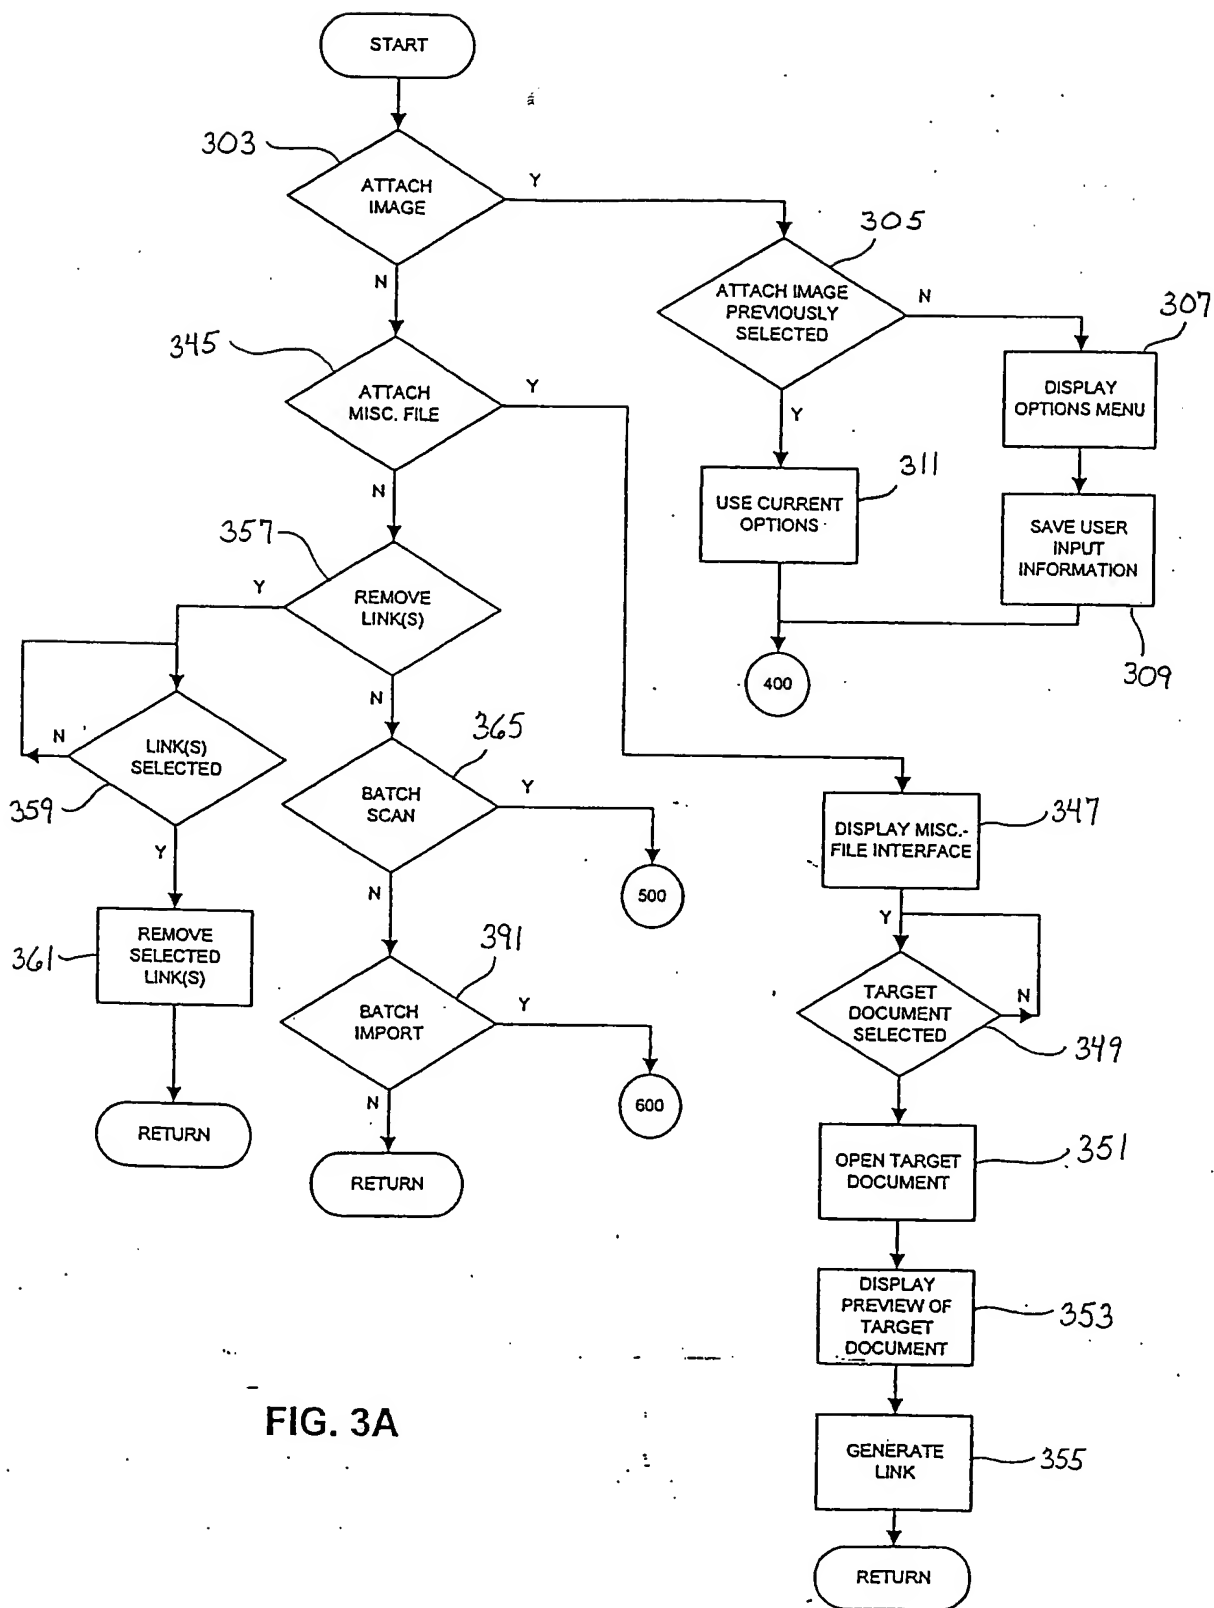 START
303
ATTACH
IMAGE
Y
N
305
ATTACH IMAGE
PREVIOUSLY
SELECTED
N
Y
307
DISPLAY
OPTIONS MENU
345
ATTACH
MISC. FILE
Y
N
311
USE CURRENT
OPTIONS
SAVE USER
INPUT
INFORMATION
309
400
357
REMOVE
LINK(S)
Y
N
LINK(S)
SELECTED
N
359
Y
365
BATCH
SCAN
Y
N
500
DISPLAY MISC.-
FILE INTERFACE
347
Y
361
REMOVE
SELECTED
LINK(S)
391
BATCH
IMPORT
Y
N
600
TARGET
DOCUMENT
SELECTED
N
349
RETURN
RETURN
OPEN TARGET
DOCUMENT
351
DISPLAY
PREVIEW OF
TARGET
DOCUMENT
353
GENERATE
LINK
355
RETURN
FIG. 3A